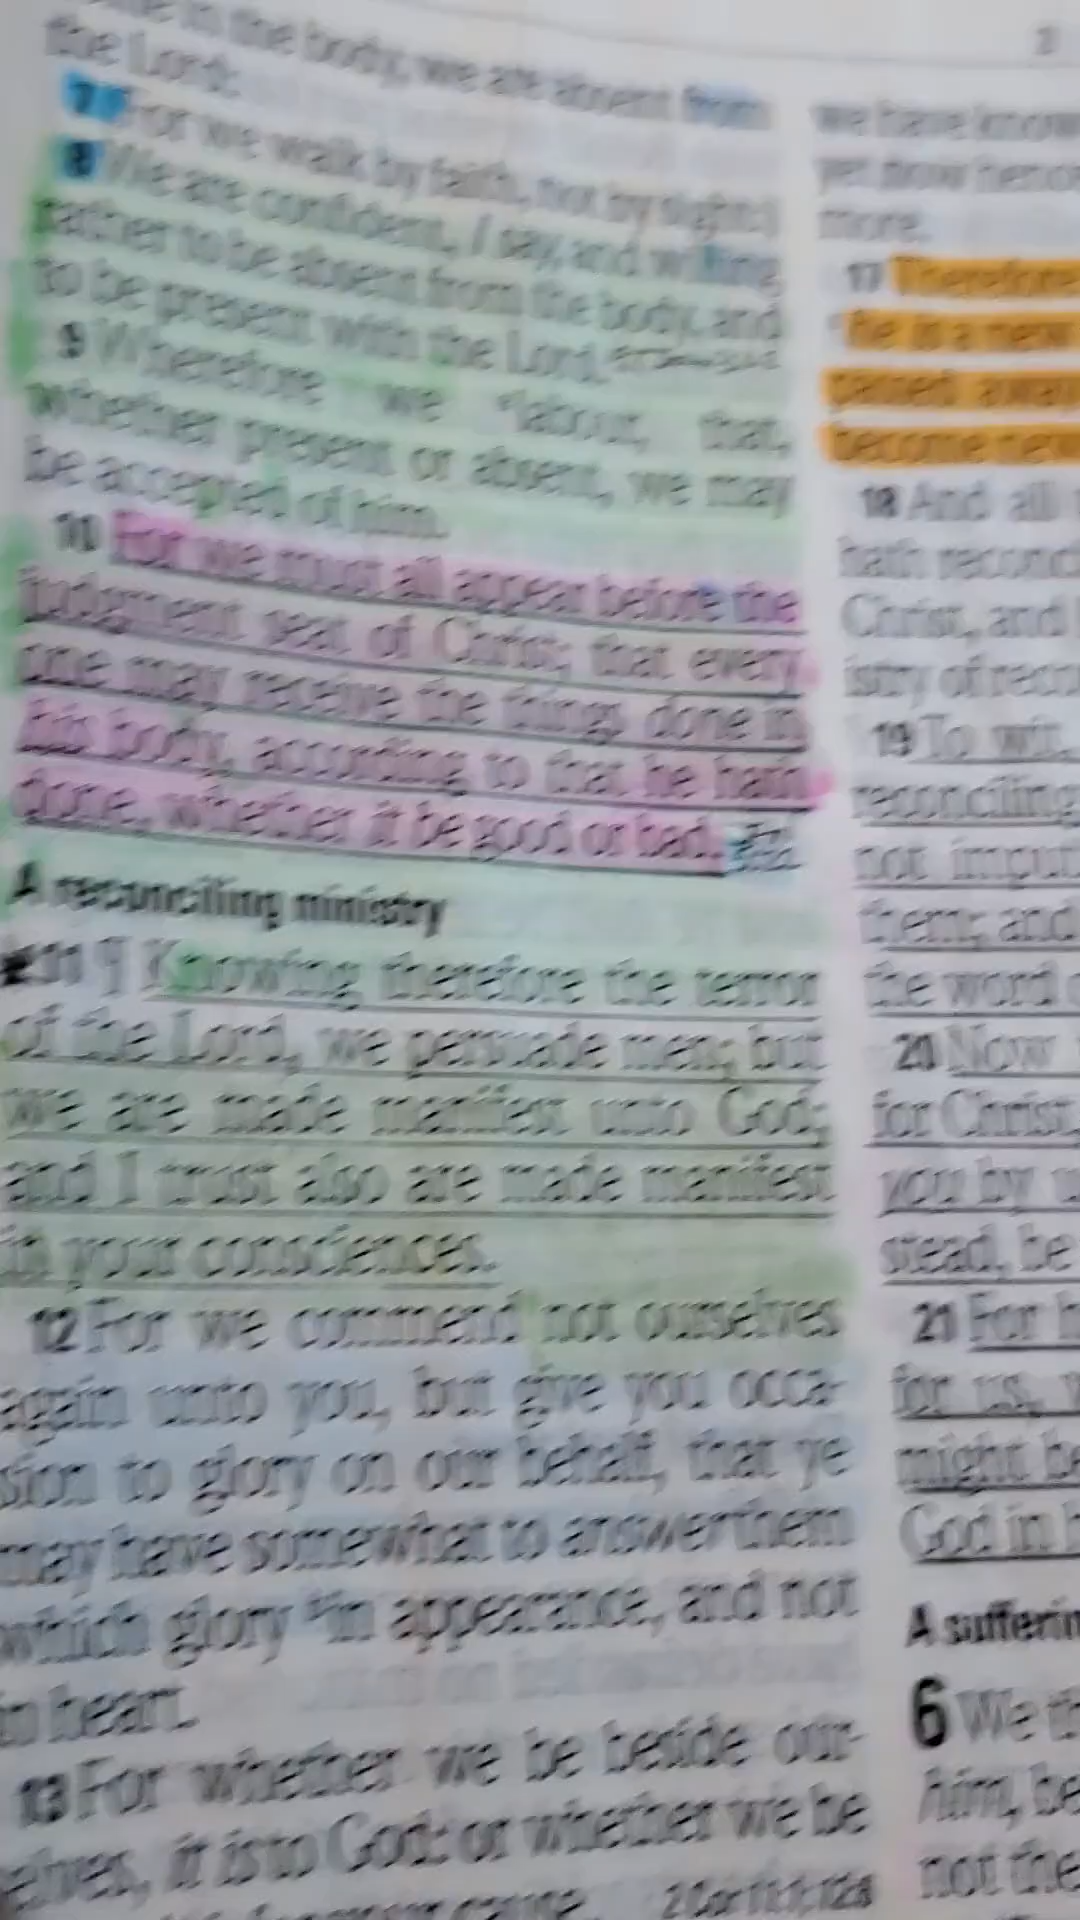 in the body, we are absent from
the Lord:
7 (For we walk by faith, not by sight:)
8 We are confident, I say, and willing
rather to be absent from the body, and
to be present with the Lord.
9 Wherefore we labour, that,
whether present or absent, we may
be accepted of him.
10 For we must all appear before the
judgment seat of Christ; that every
one may receive the things done in
his body, according to that he hath
done, whether it be good or bad.
A reconciling ministry
11 ¶ Knowing therefore the terror
of the Lord, we persuade men; but
we are made manifest unto God;
and I trust also are made manifest
in your consciences.
12 For we commend not ourselves
again unto you, but give you occa-
sion to glory on our behalf, that ye
may have somewhat to answer them
which glory in appearance, and not
in heart.
13 For whether we be beside our-
selves, it is to God: or whether we be
cause.
we have know
yet now hence
more.
17 Therefore
he is a new
passed away
become new
18 And all
hath reconci
Christ, and
istry of reco
19 To wit,
reconciling
not imput
them; and
the word
20 Now
for Christ,
you by
stead, be
21 For h
for us,
might be
God in h
A sufferin
6 We th
him, be
not the